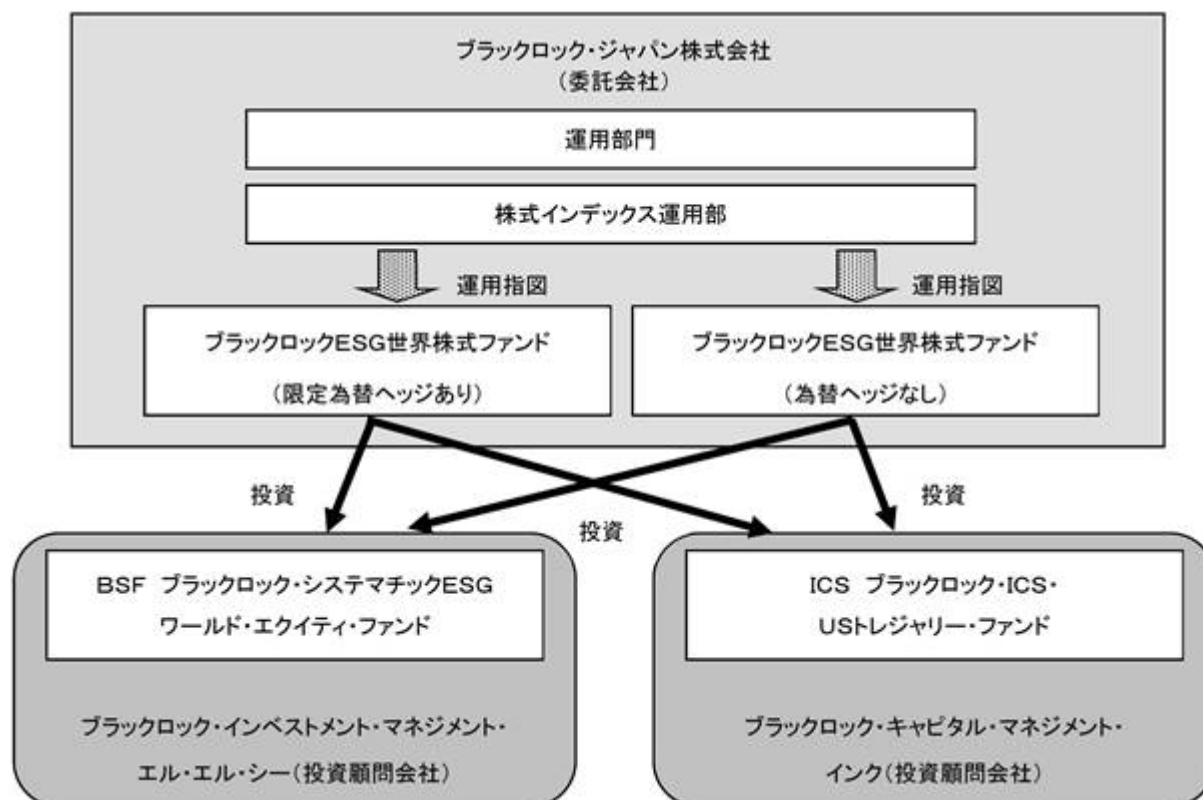 ブラックロック・ジャパン株式会社
（委託会社）
運用部門
株式インデックス運用部
運用指図
運用指図
ブラックロックＥＳＧ世界株式ファンド
（限定為替ヘッジあり）
ブラックロックＥＳＧ世界株式ファンド
（為替ヘッジなし）
投資
投資
投資
ＢＳＦ ブラックロック・システマチックＥＳＧ
ワールド・エクイティ・ファンド
ブラックロック・インベストメント・マネジメント・
エル・エル・シー（投資顧問会社）
ＩＣＳ ブラックロック・ＩＣＳ・
ＵＳトレジャリー・ファンド
ブラックロック・キャピタル・マネジメント・
インク（投資顧問会社）